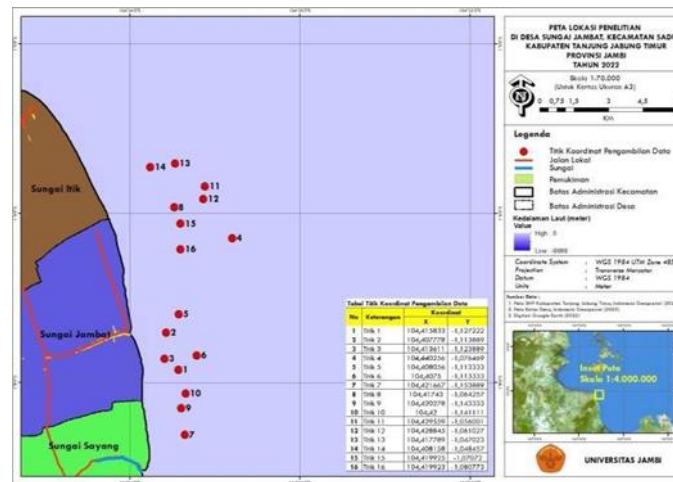 PETA LOKASI PENELITIAN
DI DESA SUNGAI JAMBAT, KECAMATAN SADU
KABUPATEN TANJUNG JABUNG TIMUR
PROVINSI JAMBI
TAHUN 2022
Skala 1:70.000
(Untuk Kertas Ukuran A3)
0 0,75 1,5 3 4,5
KM
Legenda
Titik Koordinat Pengambilan Data
Jalan Lokal
Sungai
Pemukiman
Batas Administrasi Kecamatan
Batas Administrasi Desa
Kedalaman Laut (meter)
Value
High : 0
Coordinate System : WGS 1984 UTM Zone 48S
Projection : Transverse Mercator
Datum : WGS 1984
Units : Meter
Sumber Data :
Inset Peta
Skala 1:4.000.000
UNIVERSITAS JAMBI
Sungai Itik
Sungai Jambat
Sungai Sayang
14
13
11
12
8
15
4
16
5
2
3
6
1
10
9
7
Tabel Titik Koordinat Pengambilan Data
No Keterangan Koordinat
X Y
1 Titik 1 104,415833 -1,127222
2 Titik 2 104,407778 -1,113889
3 Titik 3 104,413611 -1,123889
4 Titik 4 104,440256 -1,076469
5 Titik 5 104,408056 -1,113333
6 Titik 6 104,4075 -1,113333
7 Titik 7 104,421667 -1,153889
8 Titik 8 104,41743 -1,064257
9 Titik 9 104,420278 -1,143333
10 Titik 10 104,42 -1,141111
11 Titik 11 104,429559 -1,056001
12 Titik 12 104,428845 -1,061027
13 Titik 13 104,417789 -1,047023
14 Titik 14 104,408158 -1,048457
15 Titik 15 104,419925 -1,07072
16 Titik 16 104,419923 -1,080773